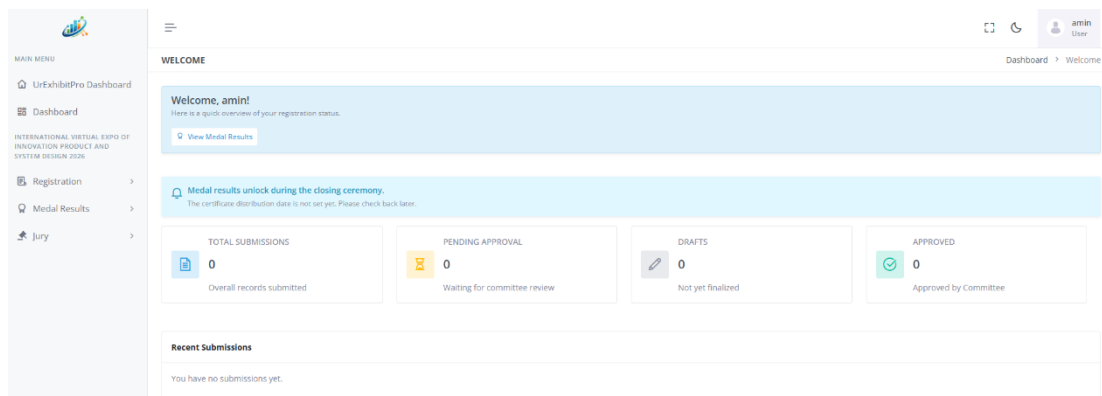 amin
User
MAIN MENU
WELCOME
Dashboard > Welcome
UrExhibitPro Dashboard
Dashboard
INTERNATIONAL VIRTUAL EXPO OF
INNOVATION PRODUCT AND
SYSTEM DESIGN 2026
Registration
Medal Results
Jury
Welcome, amin!
Here is a quick overview of your registration status.
View Medal Results
Medal results unlock during the closing ceremony.
The certificate distribution date is not set yet. Please check back later.
TOTAL SUBMISSIONS
0
Overall records submitted
PENDING APPROVAL
0
Waiting for committee review
DRAFTS
0
Not yet finalized
APPROVED
0
Approved by Committee
Recent Submissions
You have no submissions yet.